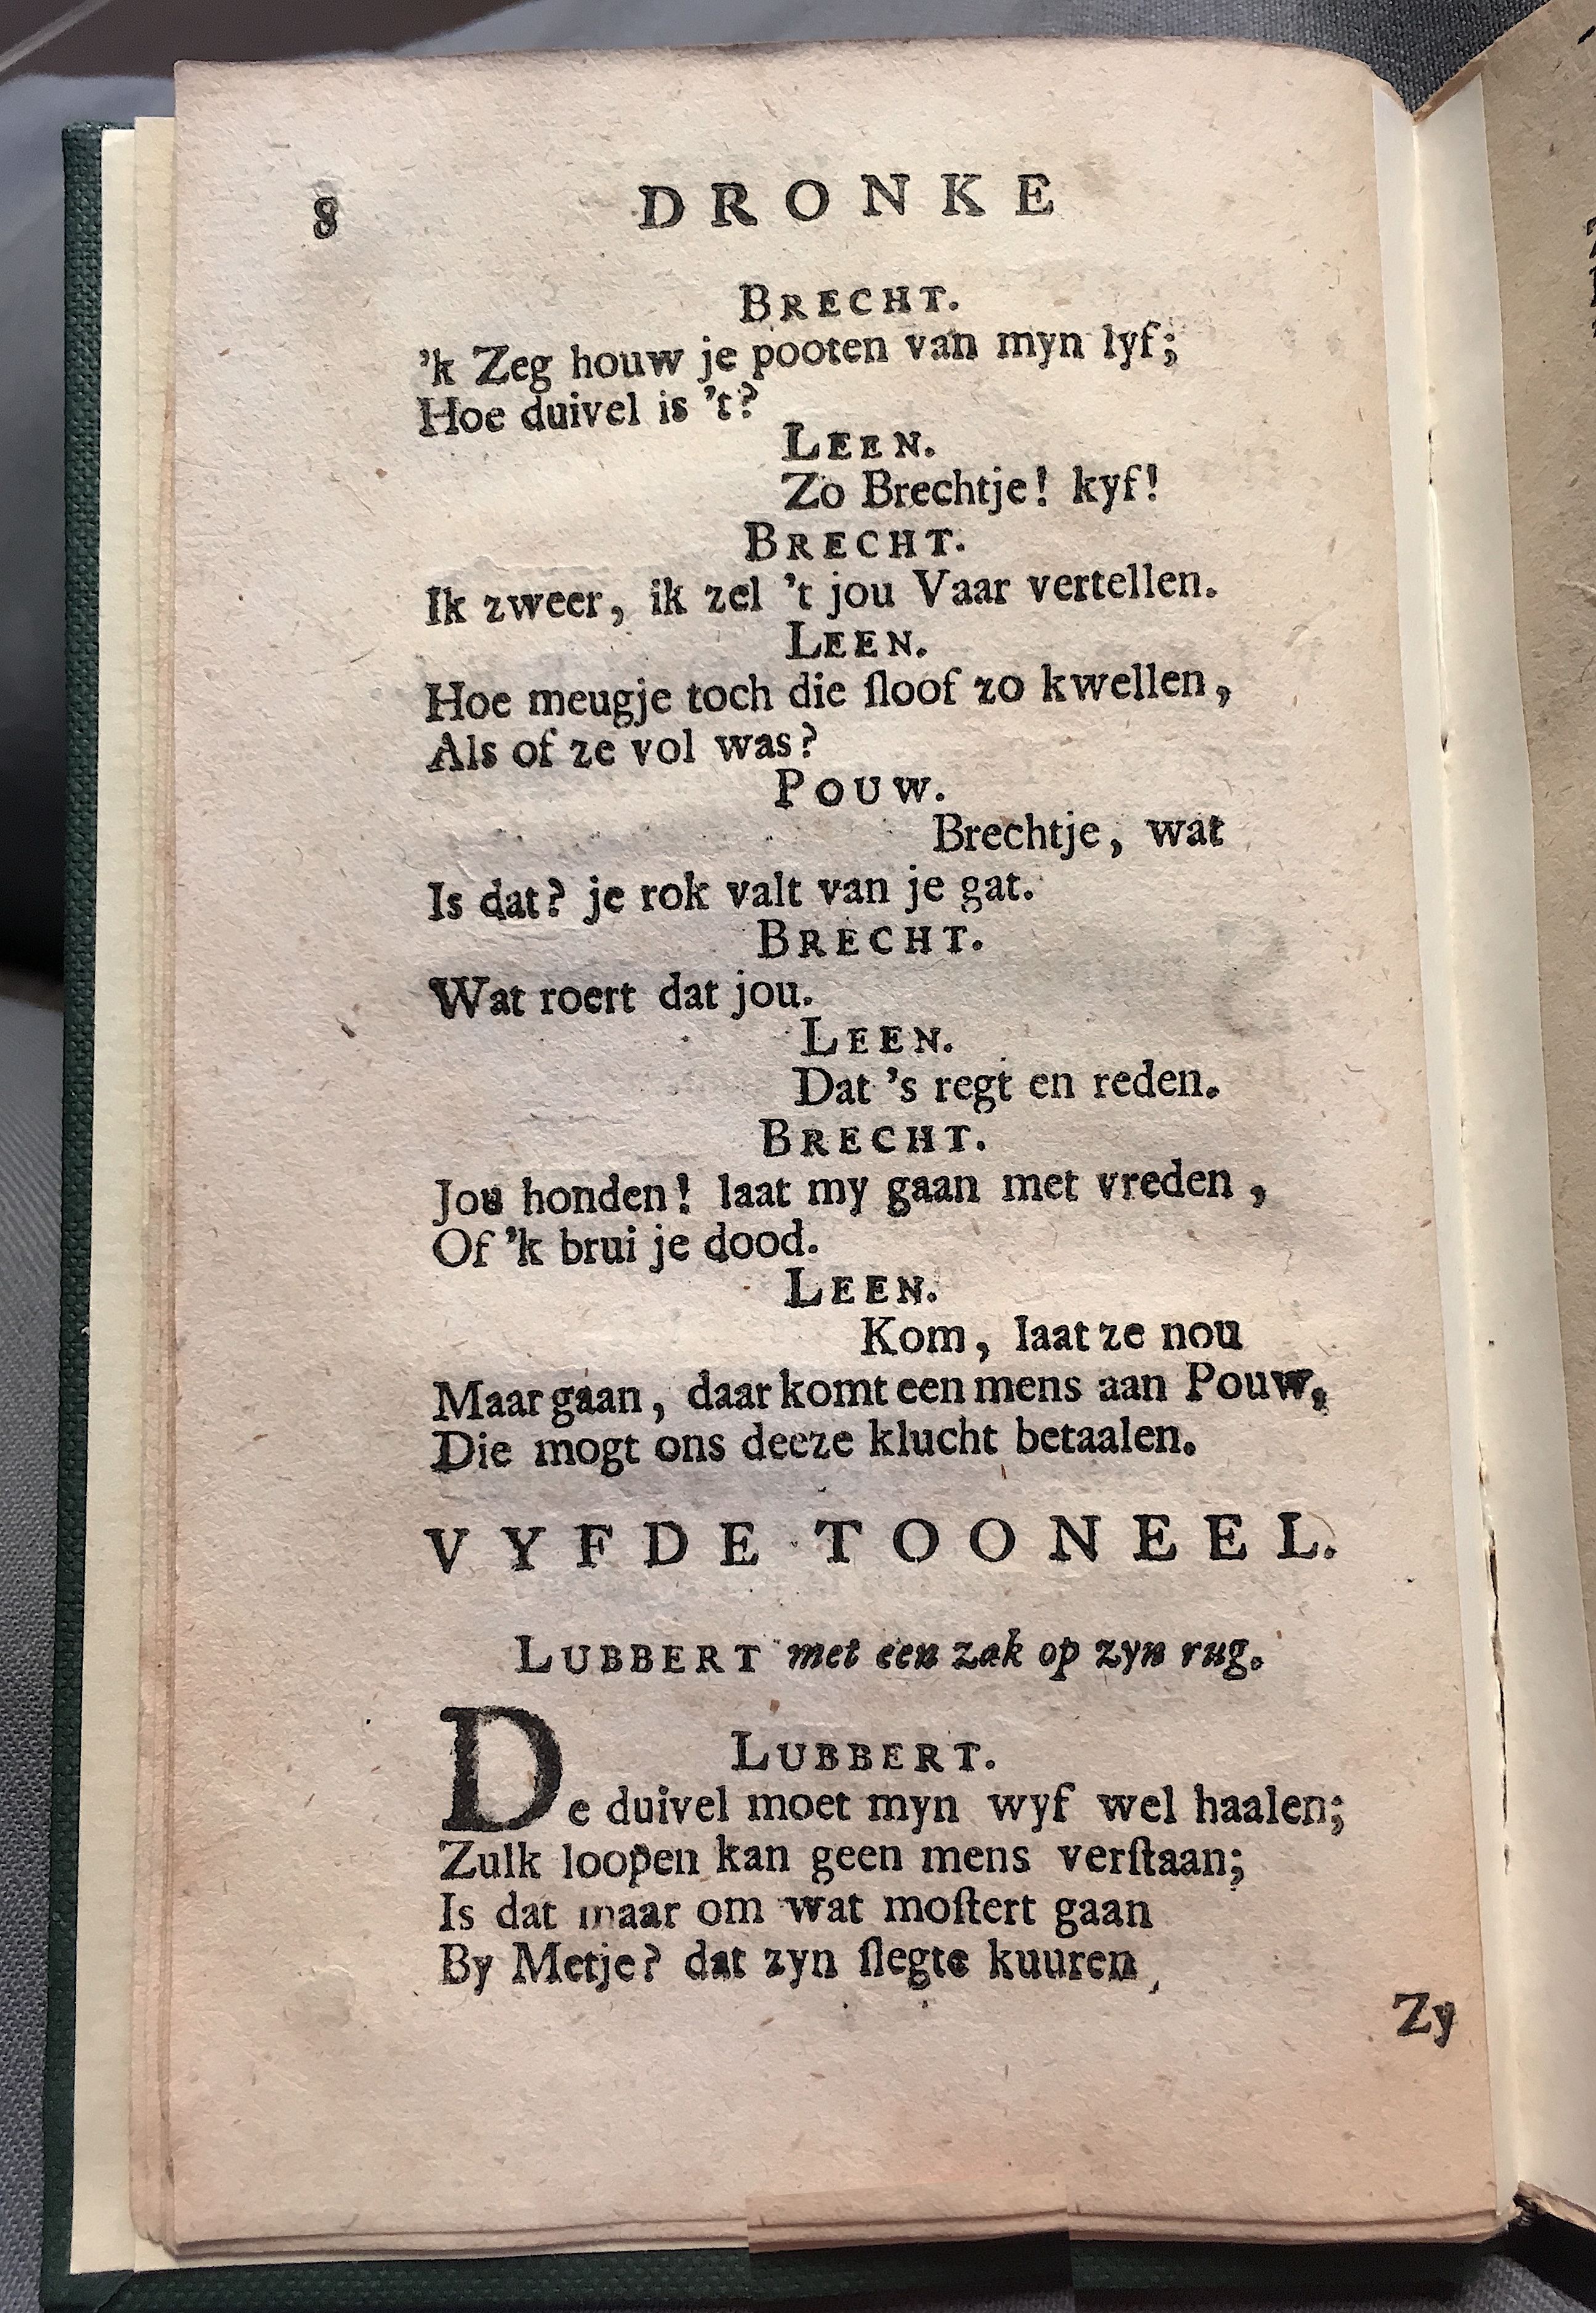 8 DRONKE
BRECHT.
'k Zeg houw je pooten van myn lyf;
Hoe duivel is 't?
LEEN.
Zo Brechtje! kyf!
BRECHT.
Ik zweer, ik zel 't jou Vaar vertellen.
LEEN.
Hoe meugje toch die ſloof zo kwellen,
Als of ze vol was?
POUW.
Brechtje, wat
Is dat? je rok valt van je gat.
BRECHT.
Wat roert dat jou.
LEEN.
Dat 's regt en reden.
BRECHT.
Jou honden! laat my gaan met vreden,
Of 'k brui je dood.
LEEN.
Kom, laat ze nou
Maar gaan, daar komt een mens aan Pouw,
Die mogt ons deeze klucht betaalen.
VYFDE TOONEEL.
LUBBERT met een zak op zyn rug.
LUBBERT.
De duivel moet myn wyf wel haalen;
Zulk loopen kan geen mens verſtaan;
Is dat maar om wat moſtert gaan
By Metje? dat zyn ſlegte kuuren,
Zy